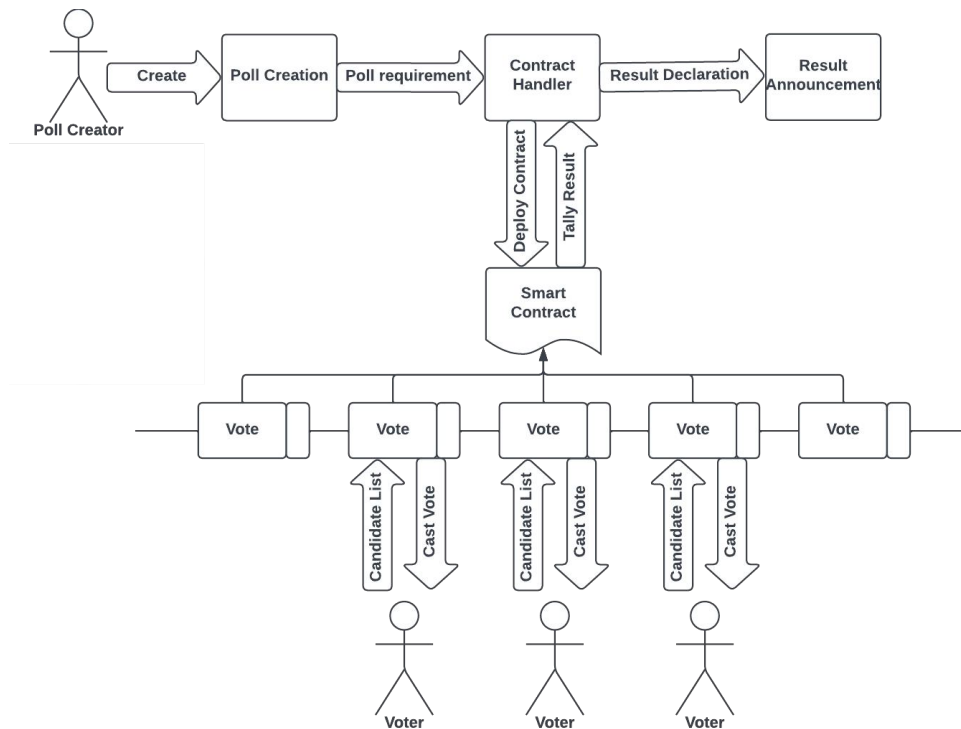 Create
Poll Creation
Poll requirement
Contract
Handler
Result Declaration
Result
Announcement
Poll Creator
Deploy Contract
Tally Result
Smart
Contract
Vote
Vote
Vote
Vote
Vote
Candidate List
Cast Vote
Candidate List
Cast Vote
Candidate List
Cast Vote
Voter
Voter
Voter